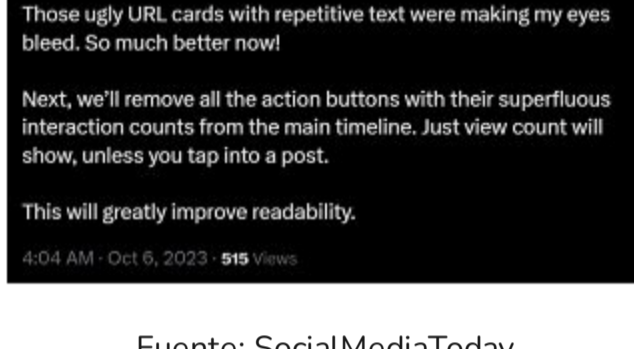 Those ugly URL cards with repetitive text were making my eyes
bleed. So much better now!
Next, we'll remove all the action buttons with their superfluous
interaction counts from the main timeline. Just view count will
show, unless you tap into a post.
This will greatly improve readability.
4:04 AM · Oct 6, 2023 · 515 Views
Fuente: SocialMediaToday